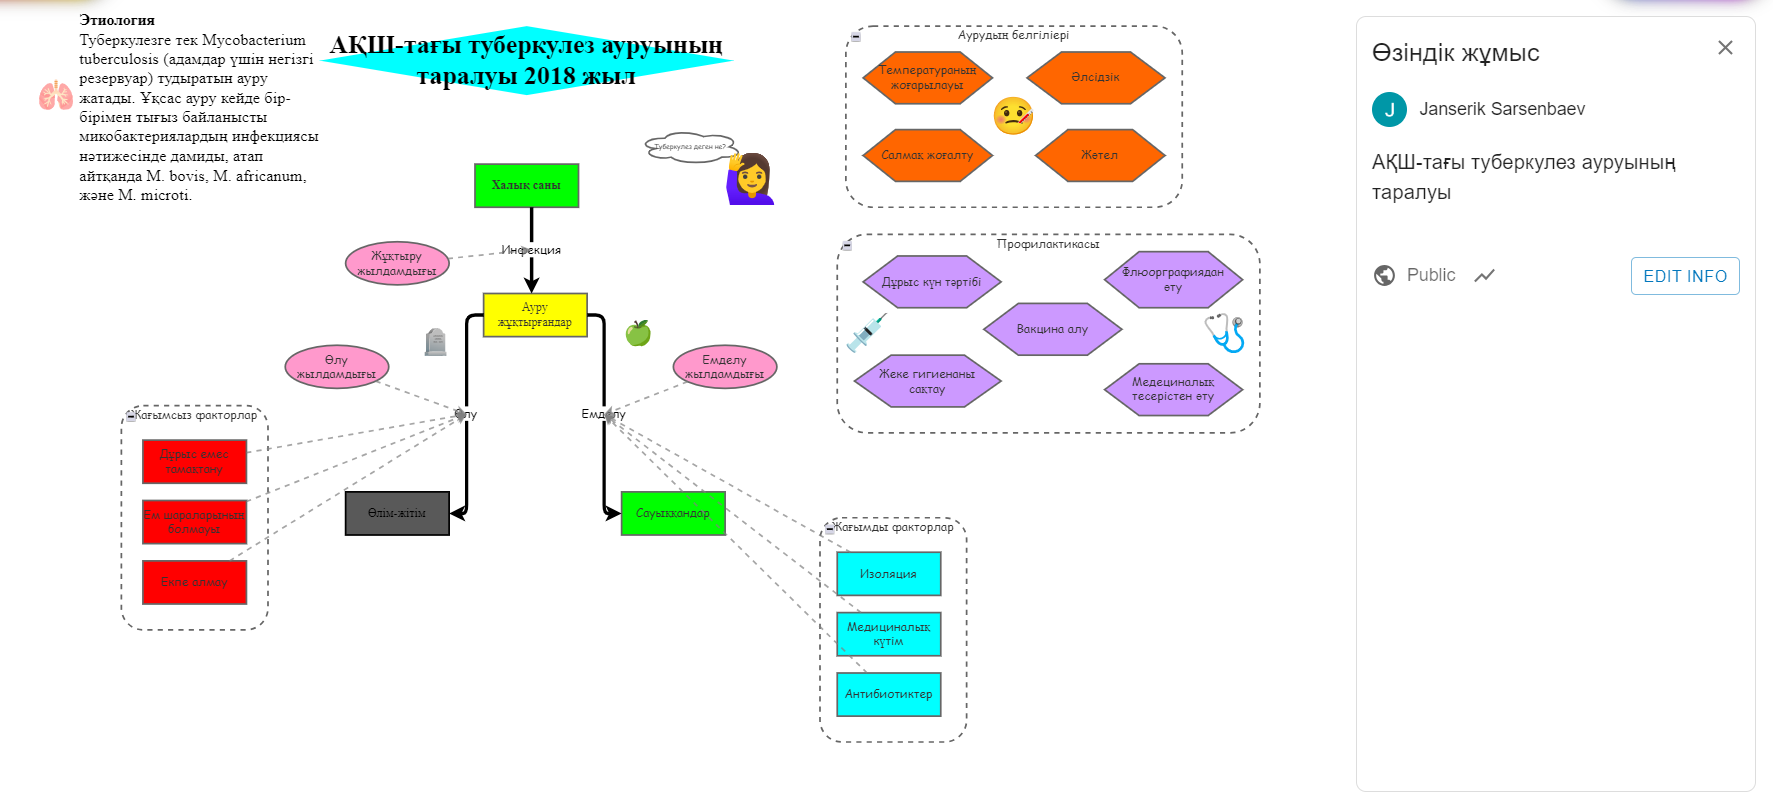 Этиология
Туберкулезге тек Mycobacterium
tuberculosis (адамдар үшін негізгі
резервуар) тудыратын ауру
жатады. Ұқсас ауру кейде бір-
бірімен тығыз байланысты
микобактериялардың инфекциясы
нәтижесінде дамиды, атап
айтқанда M. bovis, M. africanum,
және M. microti.
АҚШ-тағы туберкулез ауруының
таралуы 2018 жыл
Туберкулез деген не?
Халық саны
Инфекция
Жұқтыру
жылдамдығы
Ауру
жұқтырғандар
Өлу
жылдамдығы
Емделу
жылдамдығы
Өлу
Емделу
Жағымсыз факторлар
Дұрыс емес
тамақтану
Ем шараларының
болмауы
Екпе алмау
Өлім-жітім
Сауыққандар
Жағымды факторлар
Изоляция
Медициналық
күтім
Антибиотиктер
Аурудың белгіліері
Температураның
жоғарылауы
Әлсідзік
Салмақ жоғалту
Жөтел
Профилактикасы
Дұрыс күн тәртібі
Флюорграфиядан
өту
Вакцина алу
Жеке гигиенаны
сақтау
Медециналық
тесерістен өту
Өзіндік жұмыс
J
Janserik Sarsenbaev
АҚШ-тағы туберкулез ауруының
таралуы
Public
EDIT INFO